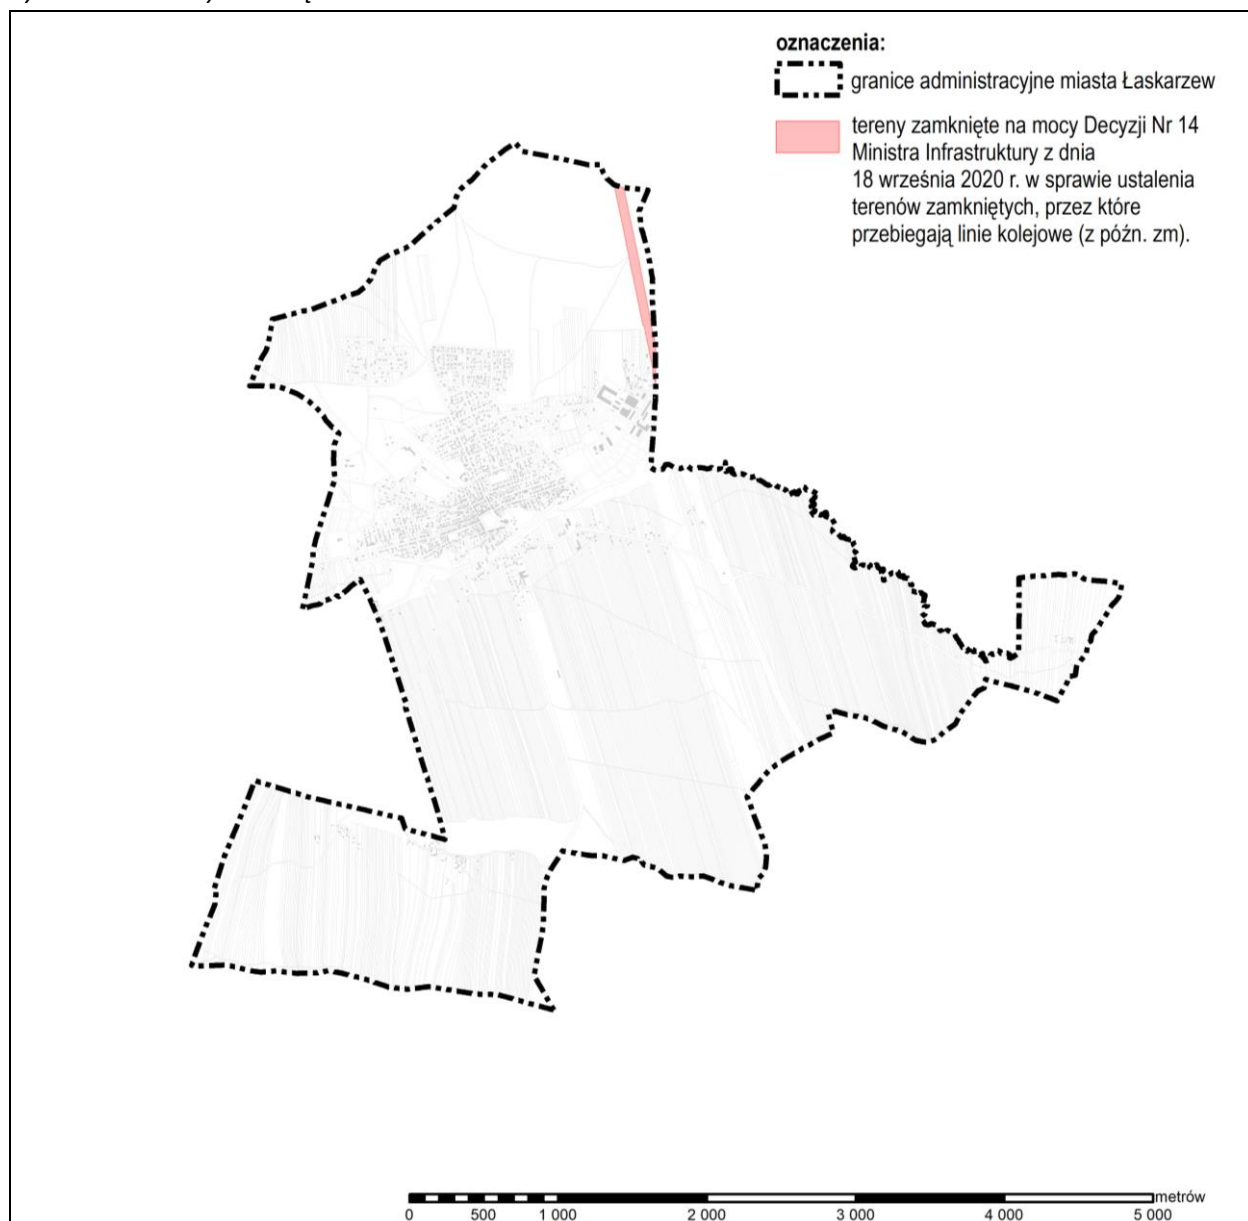 oznaczenia:
granice administracyjne miasta Łaskarzew
tereny zamknięte na mocy Decyzji Nr 14
Ministra Infrastruktury z dnia
18 września 2020 r. w sprawie ustalenia
terenów zamkniętych, przez które
przebiegają linie kolejowe (z późn. zm).
metrów
0 500 1 000 2 000 3 000 4 000 5 000